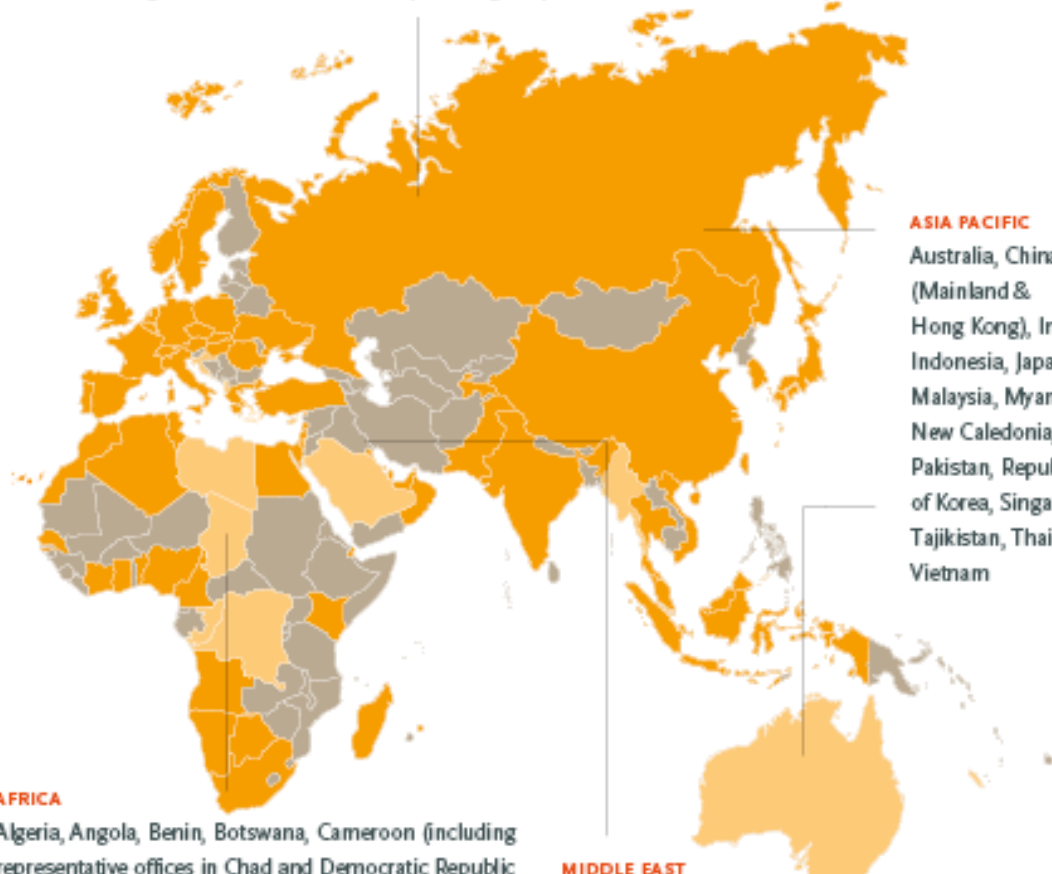 ASIA PACIFIC
Australia, China
(Mainland &
Hong Kong),
Indonesia,
Malaysia,
New Caledonia,
Pakistan,
of Korea,
Tajikistan,
Vietnam
AFRICA
Algeria, Angola, Benin, Botswana, Cameroon (including
representative offices in Chad and Democratic Republic
MIDDLE EAST